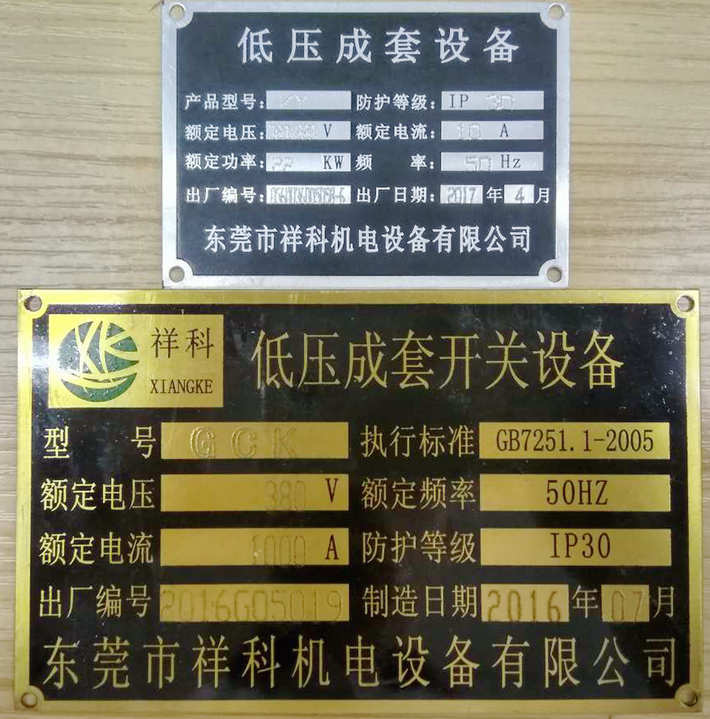 低压成套设备
产品型号: 防护等级: IP 30
额定电压: V 额定电流: 10 A
额定功率: 22 KW 频 率: 50 Hz
出厂编号: 出厂日期: 2017 年 4 月
东莞市祥科机电设备有限公司
祥科
XIANGKE
低压成套开关设备
型 号 GCK 执行标准 GB7251.1-2005
额定电压 380 V 额定频率 50HZ
额定电流 1000 A 防护等级 IP30
出厂编号 2016G05019 制造日期 2016 年 07 月
东莞市祥科机电设备有限公司